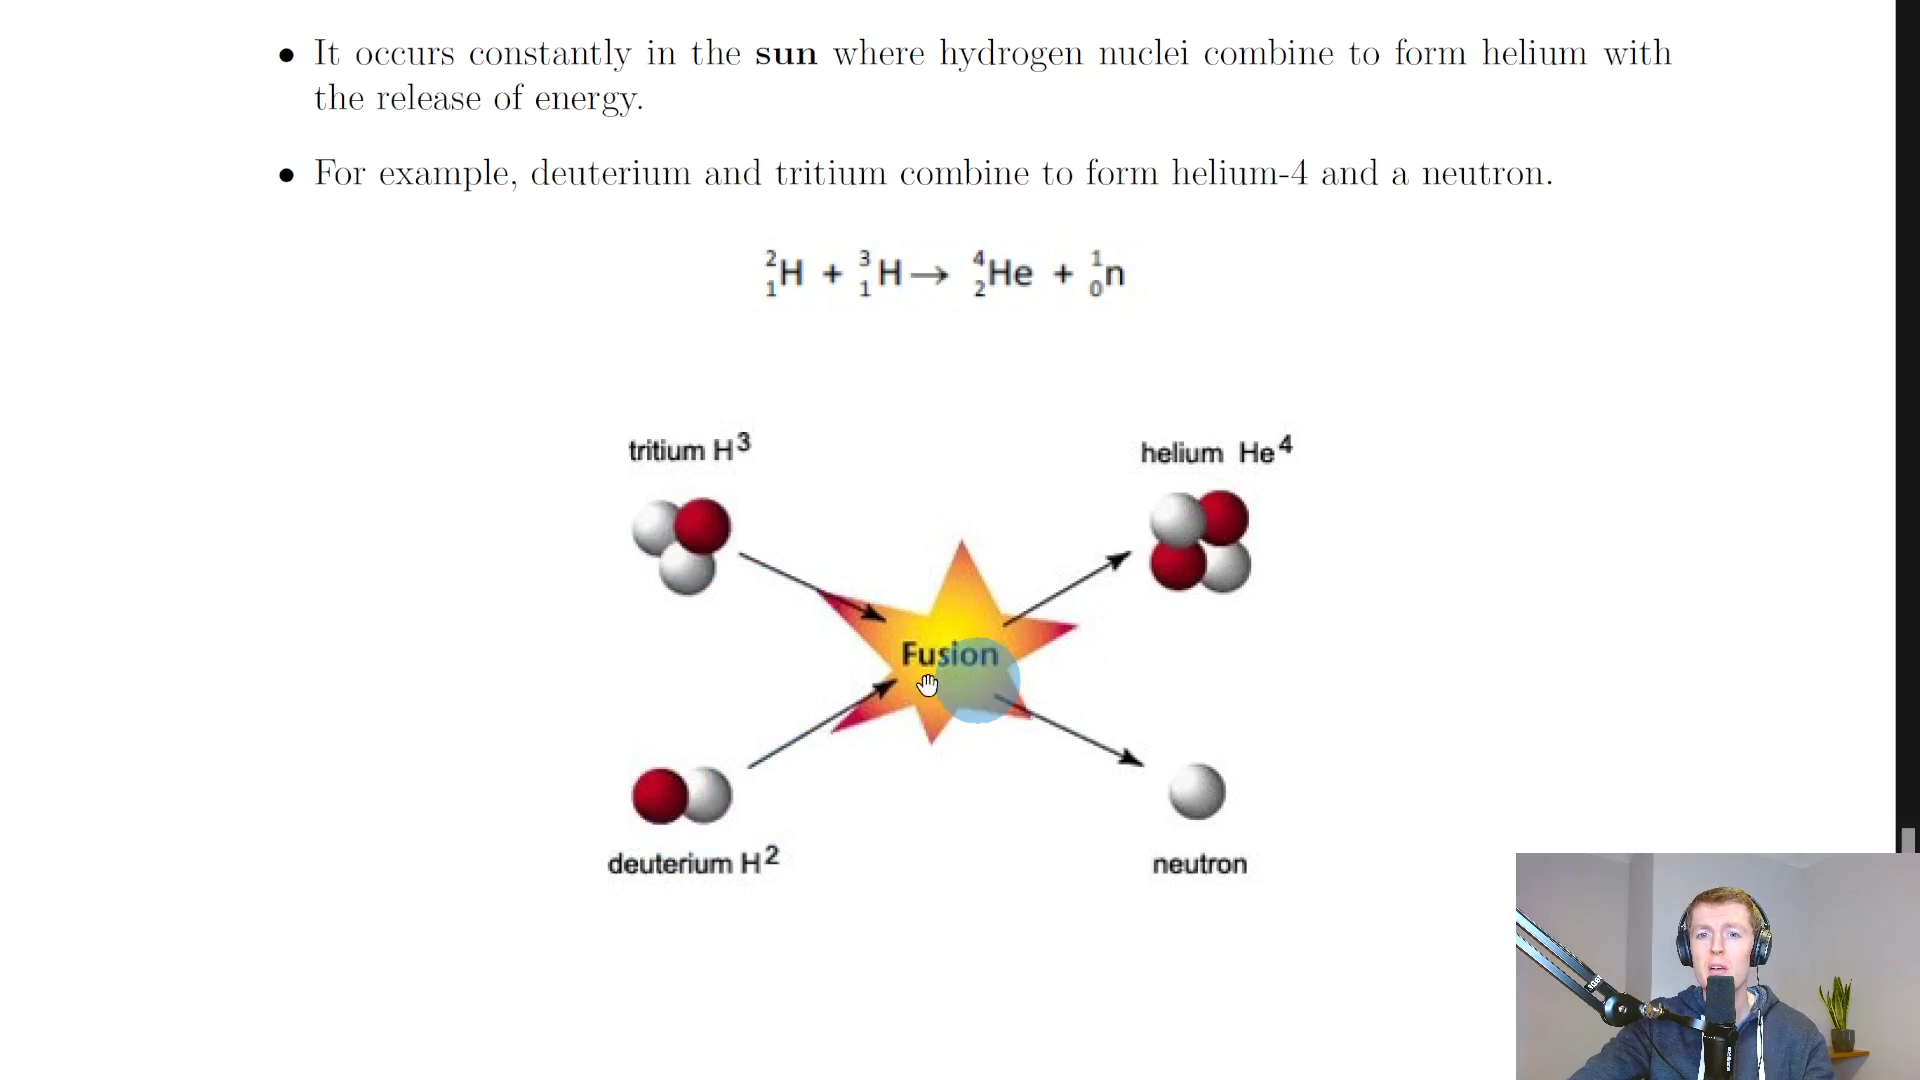 • It occurs constantly in the sun where hydrogen nuclei combine to form helium with
the release of energy.
• For example, deuterium and tritium combine to form helium-4 and a neutron.
²₁H + ³₁H → ⁴₂He + ¹₀n
tritium H³
helium He⁴
Fusion
deuterium H²
neutron